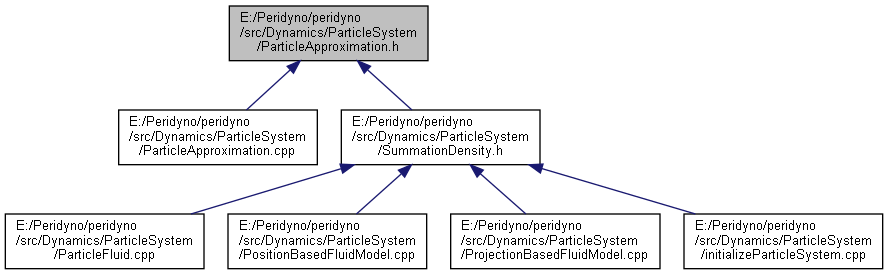 E:/Peridyno/peridyno
/src/Dynamics/ParticleSystem
/ParticleApproximation.h
E:/Peridyno/peridyno
/src/Dynamics/ParticleSystem
/ParticleApproximation.cpp
E:/Peridyno/peridyno
/src/Dynamics/ParticleSystem
/SummationDensity.h
E:/Peridyno/peridyno
/src/Dynamics/ParticleSystem
/ParticleFluid.cpp
E:/Peridyno/peridyno
/src/Dynamics/ParticleSystem
/PositionBasedFluidModel.cpp
E:/Peridyno/peridyno
/src/Dynamics/ParticleSystem
/ProjectionBasedFluidModel.cpp
E:/Peridyno/peridyno
/src/Dynamics/ParticleSystem
/initializeParticleSystem.cpp